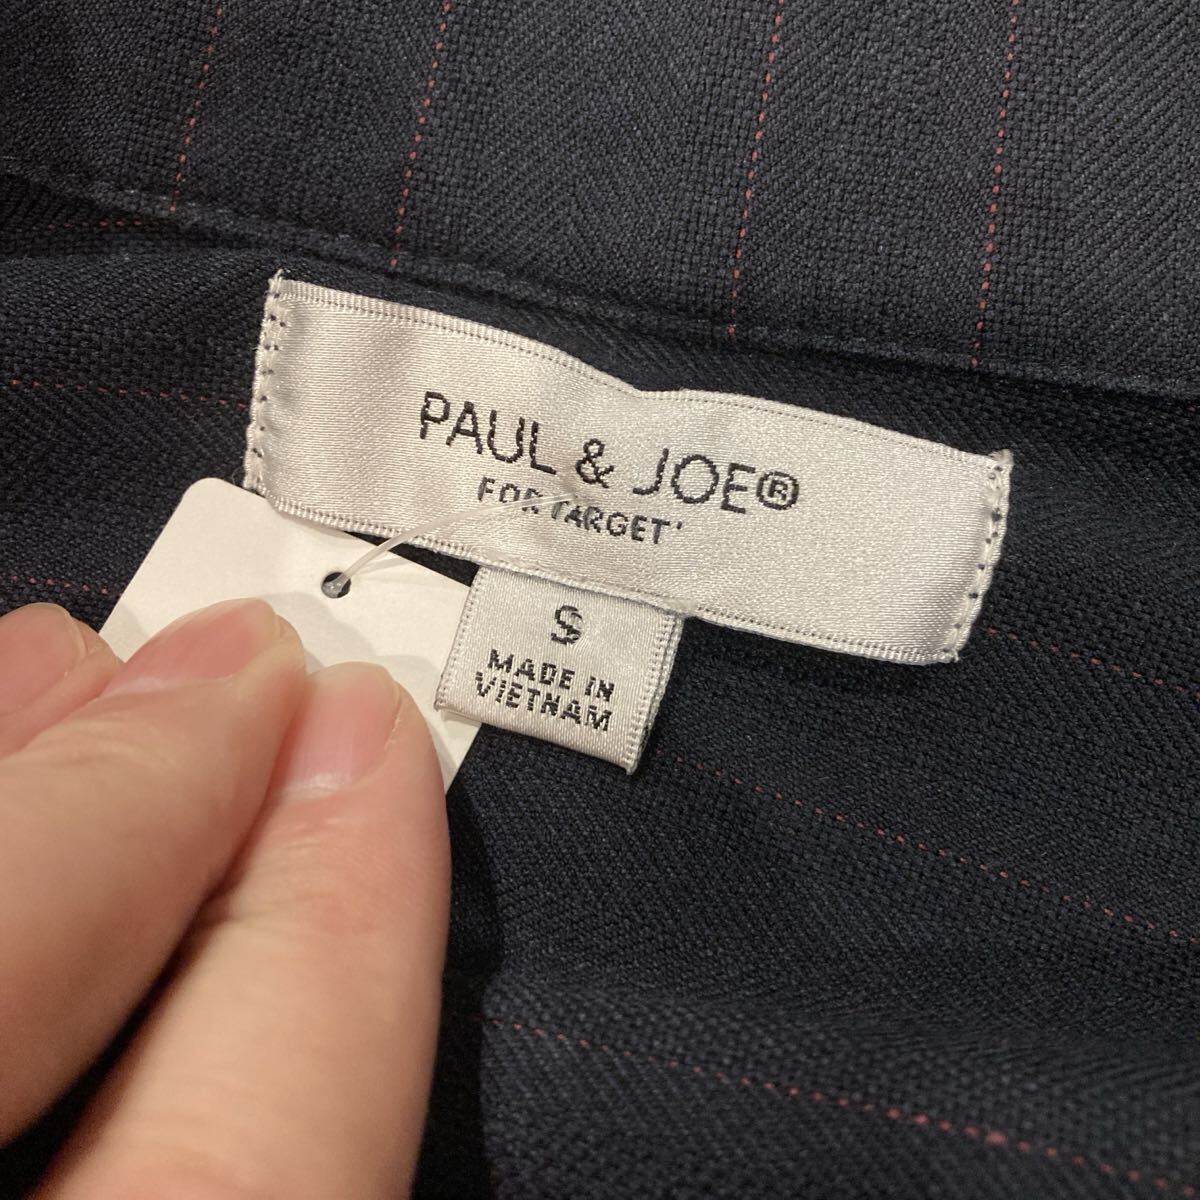 PAUL & JOE®
FOR TARGET'
S
MADE IN
VIETNAM